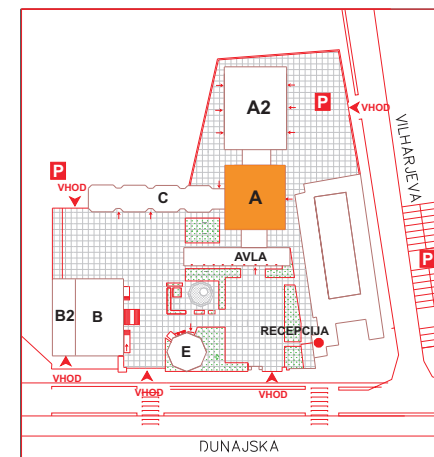 A2
P
VHOD
VILHARJEVA
P
VHOD
C
A
AVLA
P
B2
B
RECEPCIJA
E
VHOD
VHOD
VHOD
DUNAJSKA